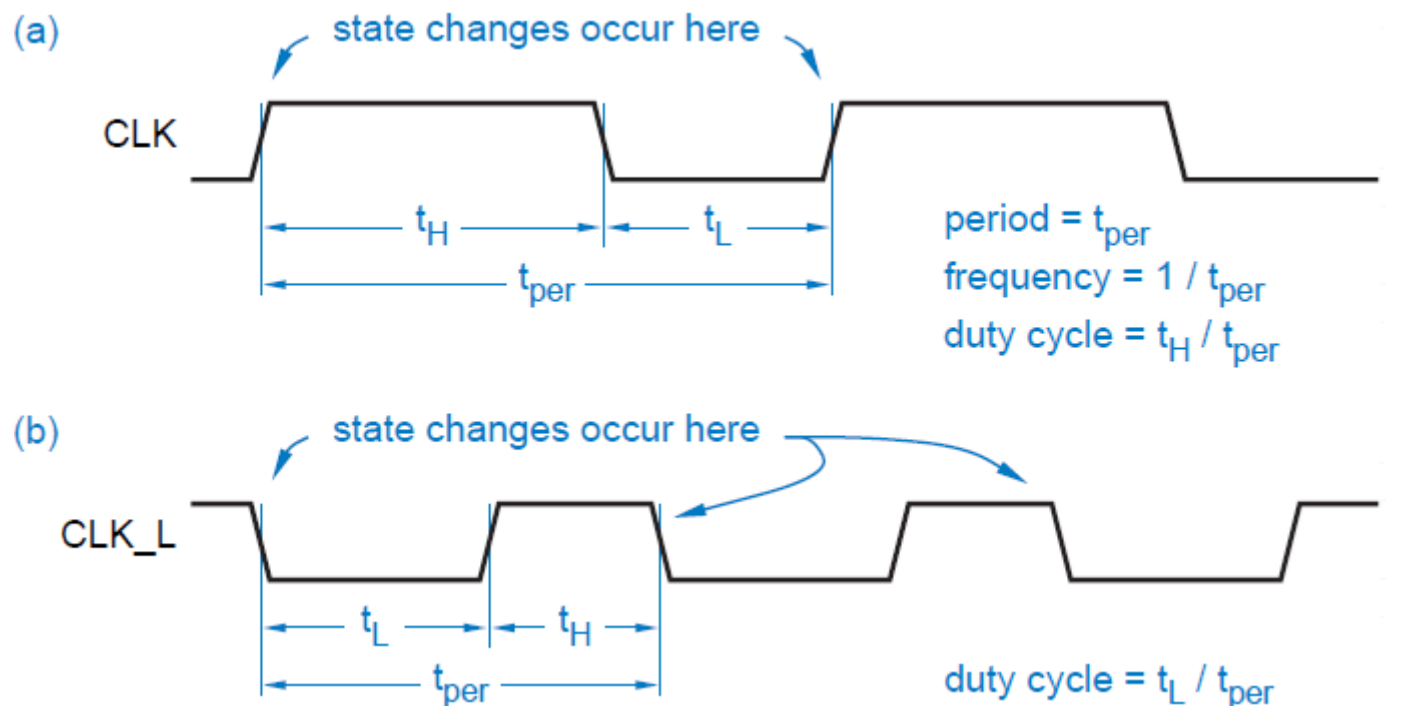 (a) state changes occur here
CLK
tH tL
tper
period = tper
frequency = 1 / tper
duty cycle = tH / tper
(b) state changes occur here
CLK_L
tL tH
tper
duty cycle = tL / tper